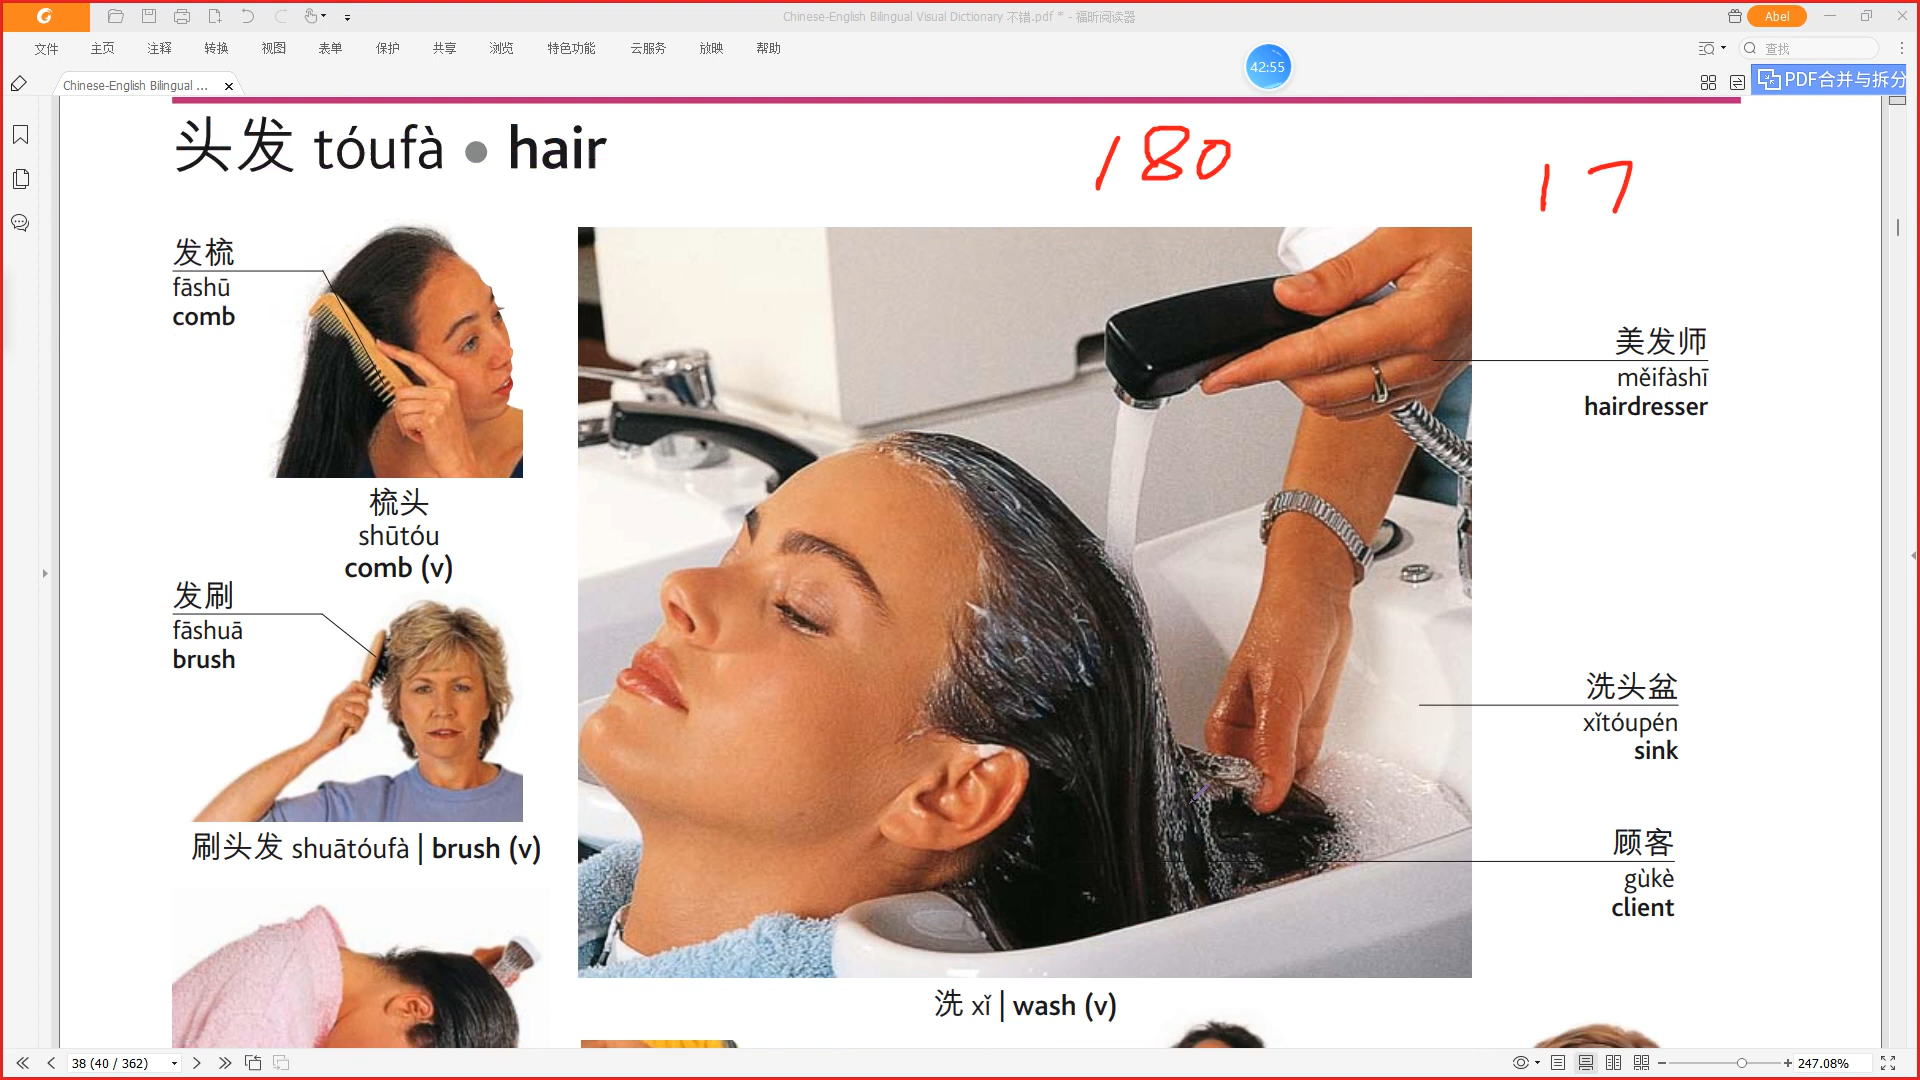 Chinese-English Bilingual Visual Dictionary 不错.pdf * - 福昕阅读器
Abel
文件 主页 注释 转换 视图 表单 保护 共享 浏览 特色功能 云服务 放映 帮助
查找
42:55
Chinese-English Bilingual ...
PDF合并与拆分
头发 tóufà ● hair
180
17
发梳
fāshū
comb
梳头
shūtóu
comb (v)
发刷
fāshuā
brush
刷头发 shuātóufà | brush (v)
美发师
měifàshī
hairdresser
洗头盆
xǐtóupén
sink
顾客
gùkè
client
洗 xǐ | wash (v)
38 (40 / 362)
247.08%